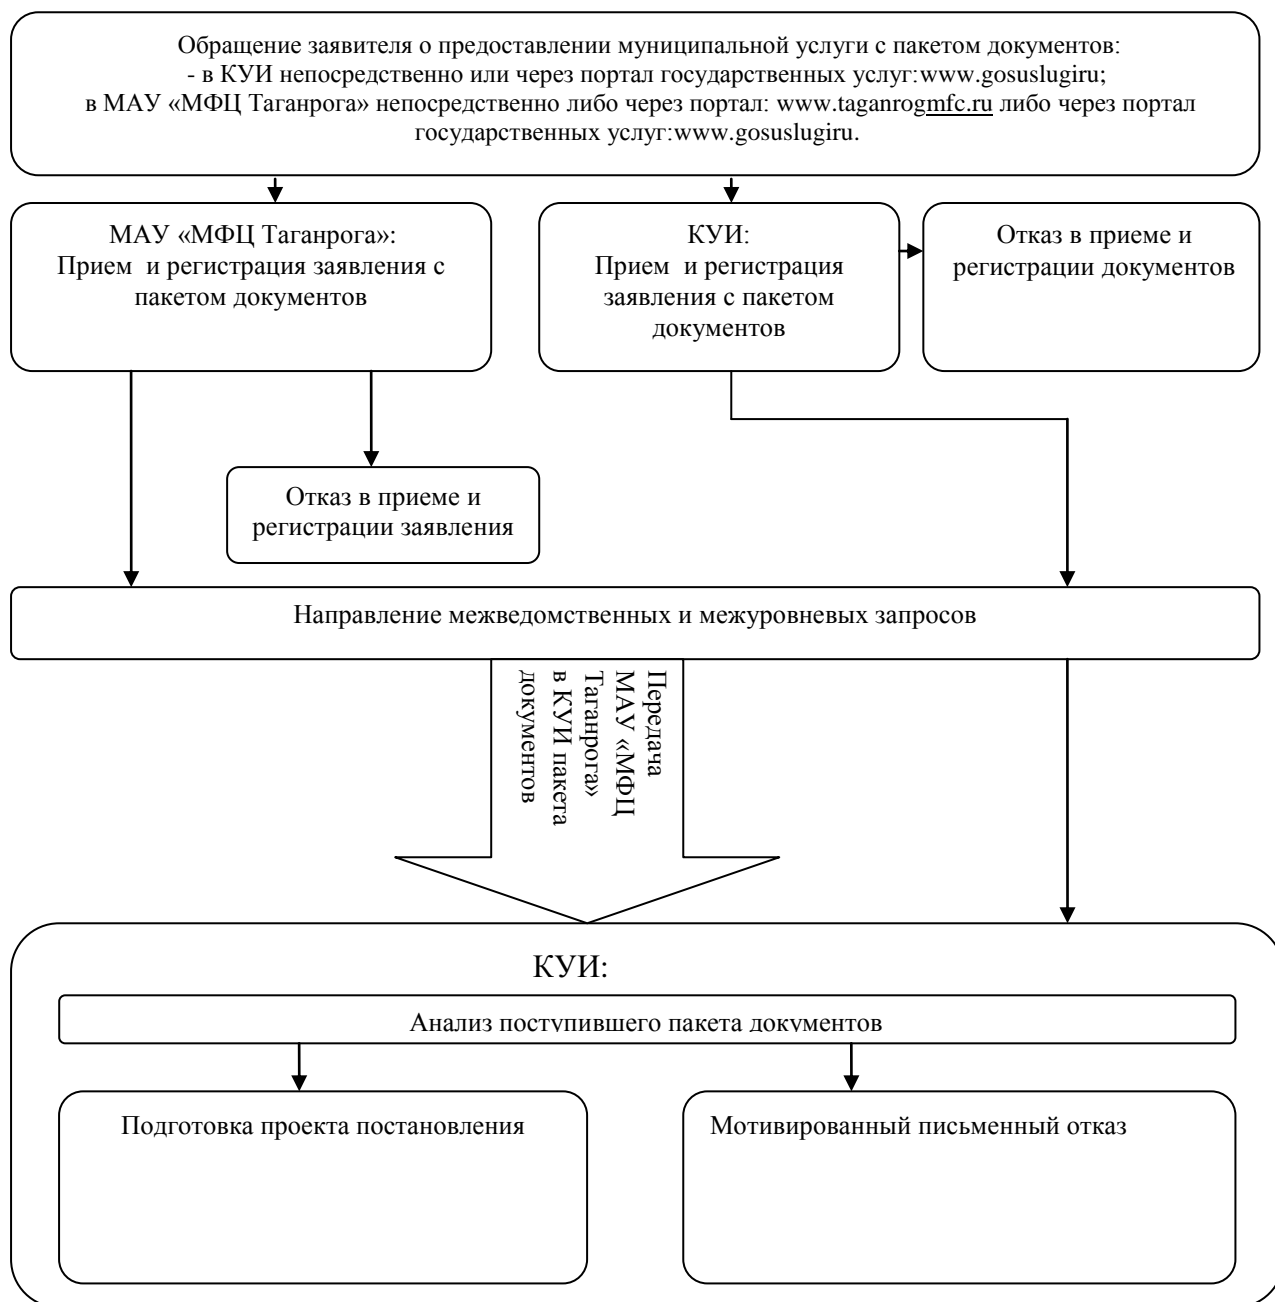 Обращение заявителя о предоставлении муниципальной услуги с пакетом документов:
- в КУИ непосредственно или через портал государственных услуг:www.gosuslugiru;
в МАУ «МФЦ Таганрога» непосредственно либо через портал: www.taganrogmfc.ru либо через портал
государственных услуг:www.gosuslugiru.
МАУ «МФЦ Таганрога»:
Прием и регистрация заявления с
пакетом документов
КУИ:
Прием и регистрация
заявления с пакетом
документов
Отказ в приеме и
регистрации документов
Отказ в приеме и
регистрации заявления
Направление межведомственных и межуровневых запросов
Передача
МАУ «МФЦ
Таганрога»
в КУИ пакета
документов
КУИ:
Анализ поступившего пакета документов
Подготовка проекта постановления
Мотивированный письменный отказ